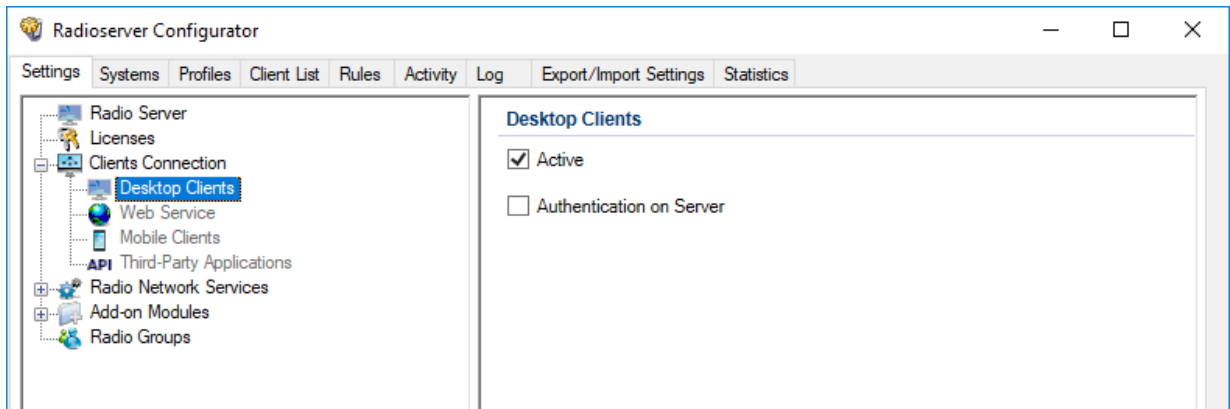 Radioserver Configurator
Settings Systems Profiles Client List Rules Activity Log Export/Import Settings Statistics
Radio Server
Licenses
Clients Connection
Desktop Clients
Web Service
Mobile Clients
API Third-Party Applications
Radio Network Services
Add-on Modules
Radio Groups
Desktop Clients
Active
Authentication on Server